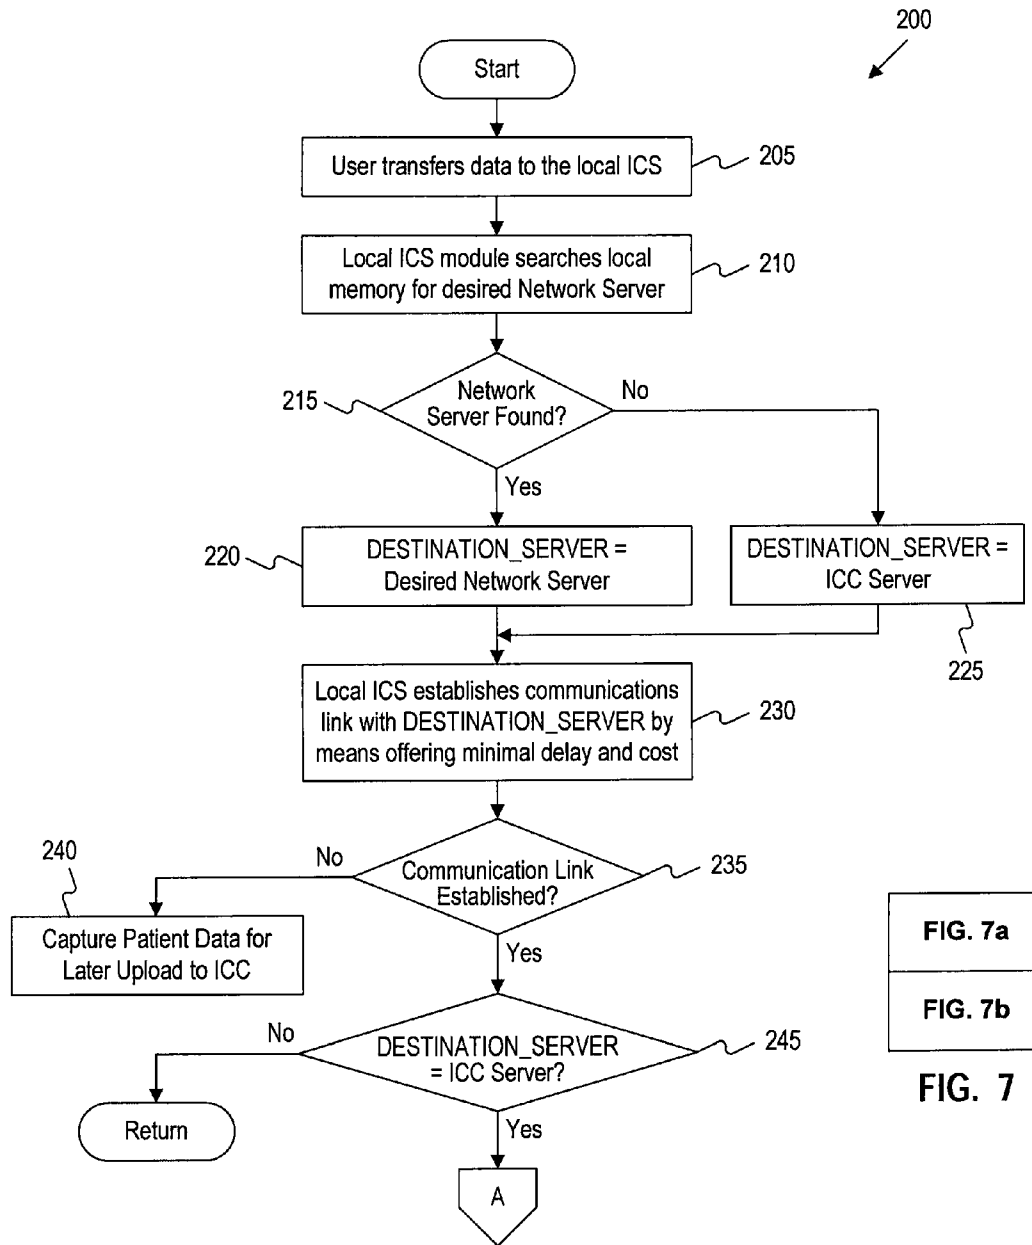 200
Start
User transfers data to the local ICS
205
Local ICS module searches local
memory for desired Network Server
210
215
Network
Server Found?
No
Yes
220
DESTINATION_SERVER =
Desired Network Server
DESTINATION_SERVER =
ICC Server
225
Local ICS establishes communications
link with DESTINATION_SERVER by
means offering minimal delay and cost
230
240
No
Communication Link
Established?
235
Capture Patient Data for
Later Upload to ICC
Yes
FIG. 7a
FIG. 7b
FIG. 7
No
DESTINATION_SERVER
= ICC Server?
245
Return
Yes
A